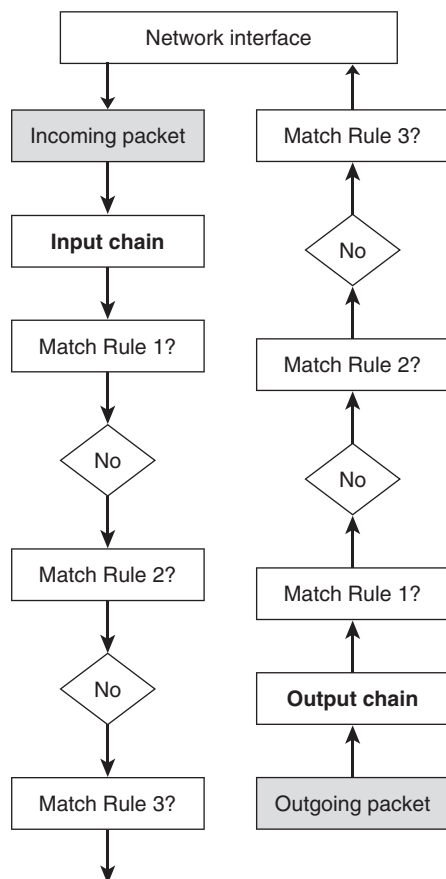 Network interface
Incoming packet
Input chain
Match Rule 1?
No
Match Rule 2?
No
Match Rule 3?
Match Rule 3?
No
Match Rule 2?
No
Match Rule 1?
Output chain
Outgoing packet